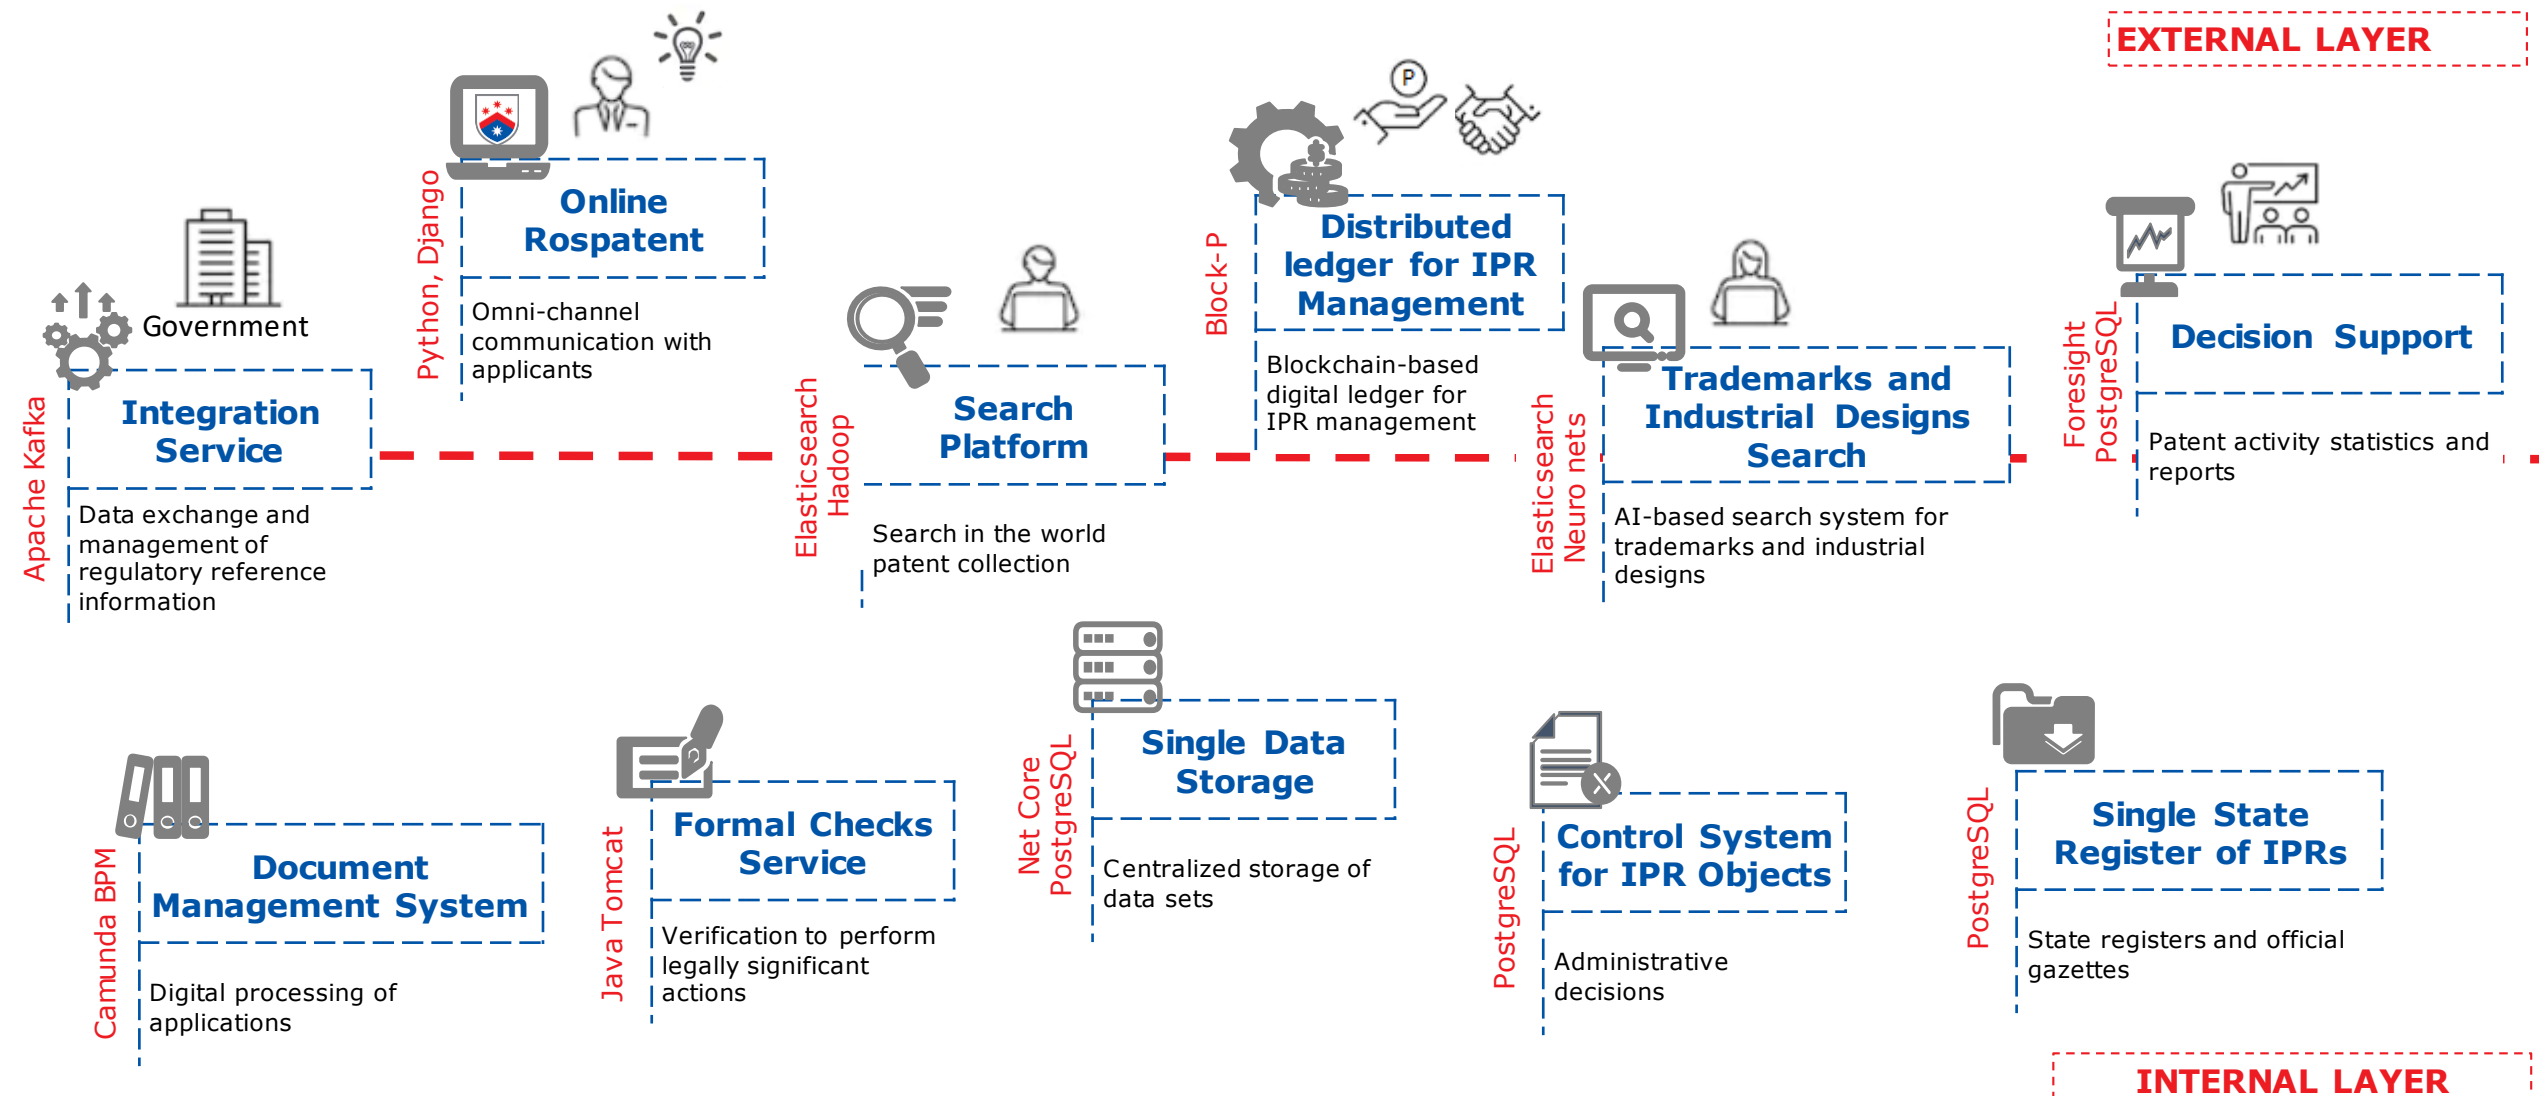 EXTERNAL LAYER
Government
Apache Kafka
Integration
Service
Data exchange and
management of
regulatory reference
information
Python, Django
Online
Rospatent
Omni-channel
communication with
applicants
Elasticsearch
Hadoop
Search
Platform
Search in the world
patent collection
P
$
Block-P
Distributed
ledger for IPR
Management
Blockchain-based
digital ledger for
IPR management
Elasticsearch
Neuro nets
Trademarks and
Industrial Designs
Search
AI-based search system for
trademarks and industrial
designs
Foresight
PostgreSQL
Decision Support
Patent activity statistics and
reports
Camunda BPM
Document
Management System
Digital processing of
applications
Java Tomcat
Formal Checks
Service
Verification to perform
legally significant
actions
Net Core
PostgreSQL
Single Data
Storage
Centralized storage of
data sets
X
PostgreSQL
Control System
for IPR Objects
Administrative
decisions
PostgreSQL
Single State
Register of IPRs
State registers and official
gazettes
INTERNAL LAYER